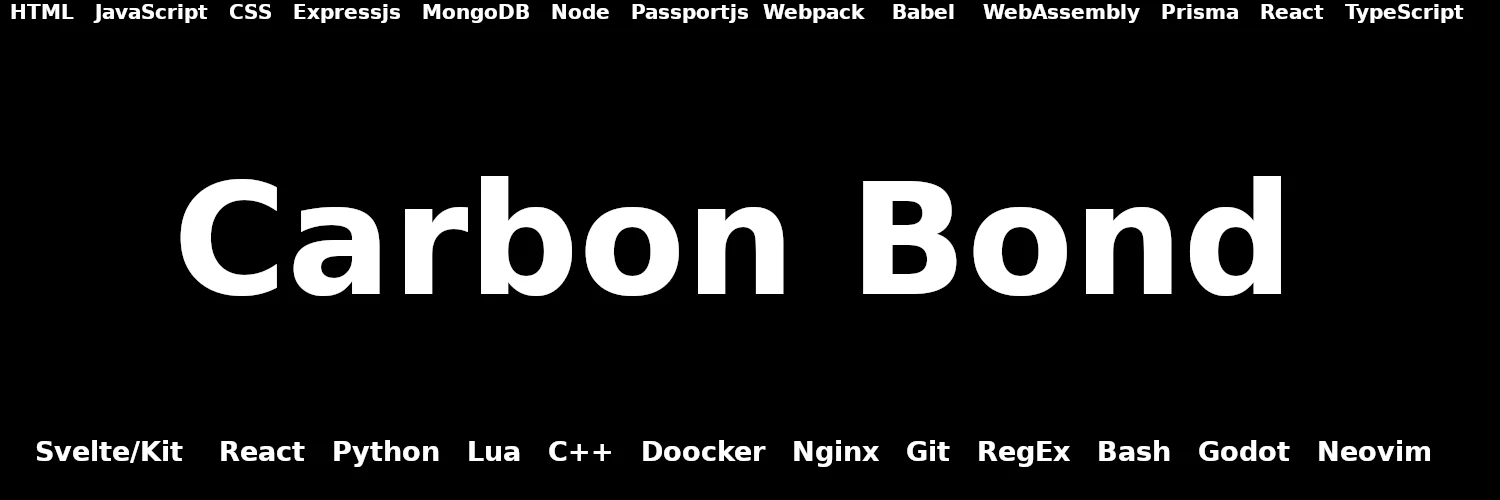 HTML JavaScript CSS Expressjs MongoDB Node Passportjs Webpack Babel WebAssembly Prisma React TypeScript
Carbon Bond
Svelte/Kit React Python Lua C++ Doocker Nginx Git RegEx Bash Godot Neovim